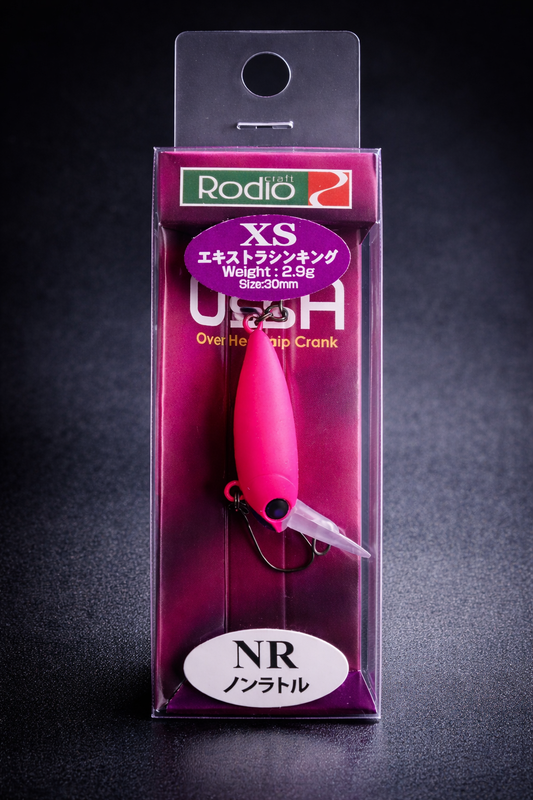 Rodio craft
XS
エキストラシンキング
Weight : 2.9g
Size:30mm
Crank
NR
ノンラトル